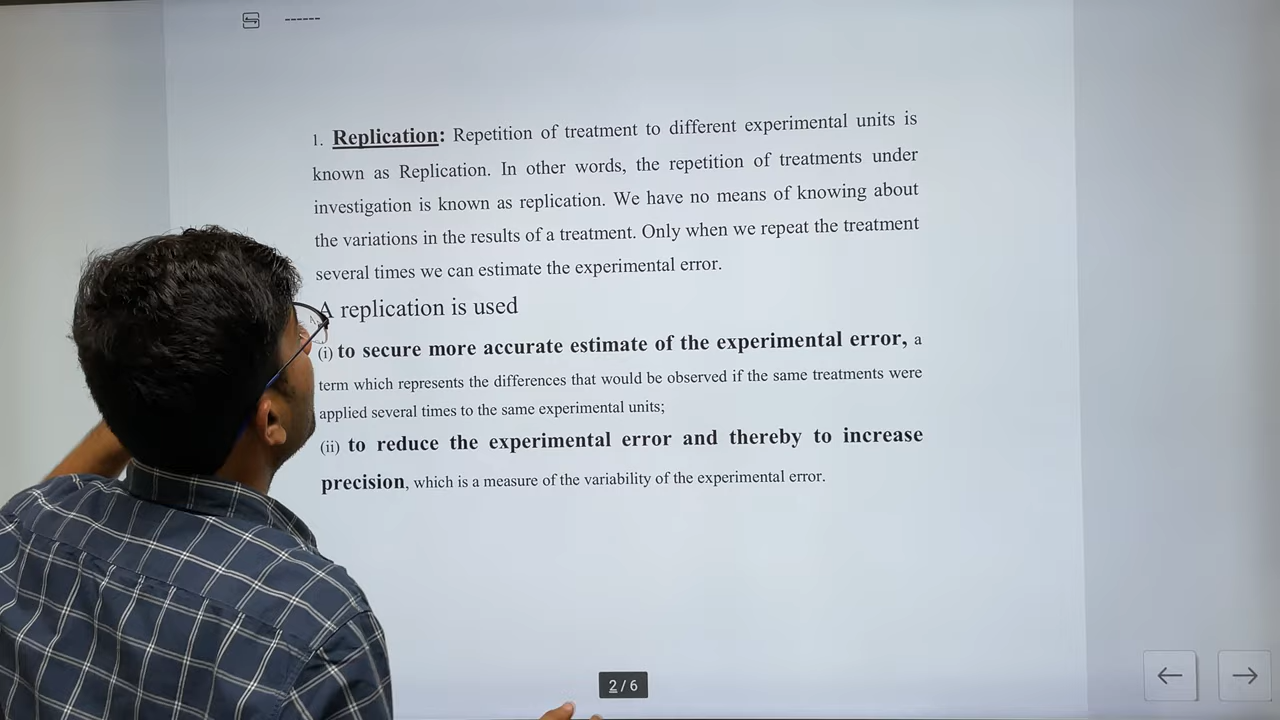 ------
1. Replication: Repetition of treatment to different experimental units is
known as Replication. In other words, the repetition of treatments under
investigation is known as replication. We have no means of knowing about
the variations in the results of a treatment. Only when we repeat the treatment
several times we can estimate the experimental error.
A replication is used
(i) to secure more accurate estimate of the experimental error, a
term which represents the differences that would be observed if the same treatments were
applied several times to the same experimental units;
(ii) to reduce the experimental error and thereby to increase
precision, which is a measure of the variability of the experimental error.
2 / 6